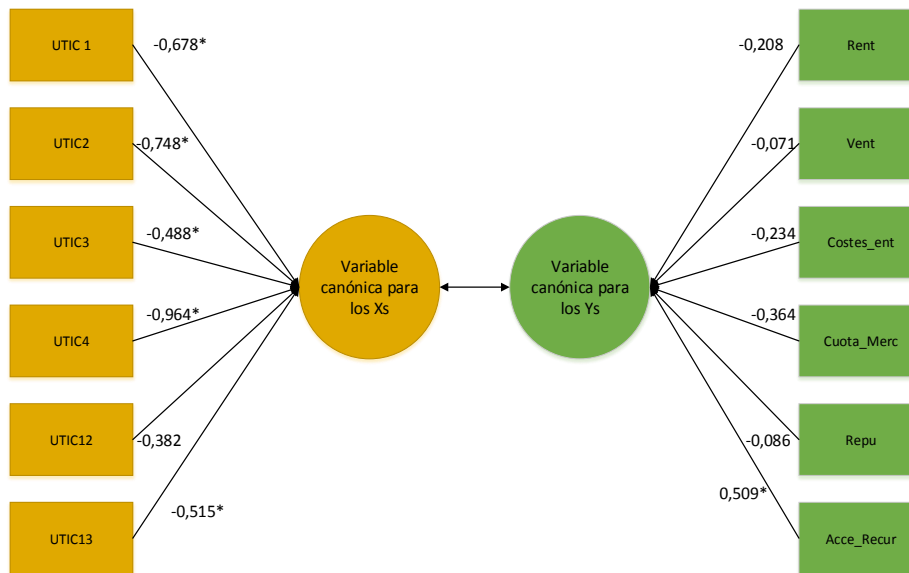 UTIC 1
-0,678*
-0,208
Rent
UTIC2
-0,748*
-0,071
Vent
UTIC3
-0,488*
-0,234
Costes_ent
Variable
canónica para
los Xs
Variable
canónica para
los Ys
UTIC4
-0,964*
-0,364
Cuota_Merc
UTIC12
-0,382
-0,086
Repu
UTIC13
-0,515*
0,509*
Acce_Recur